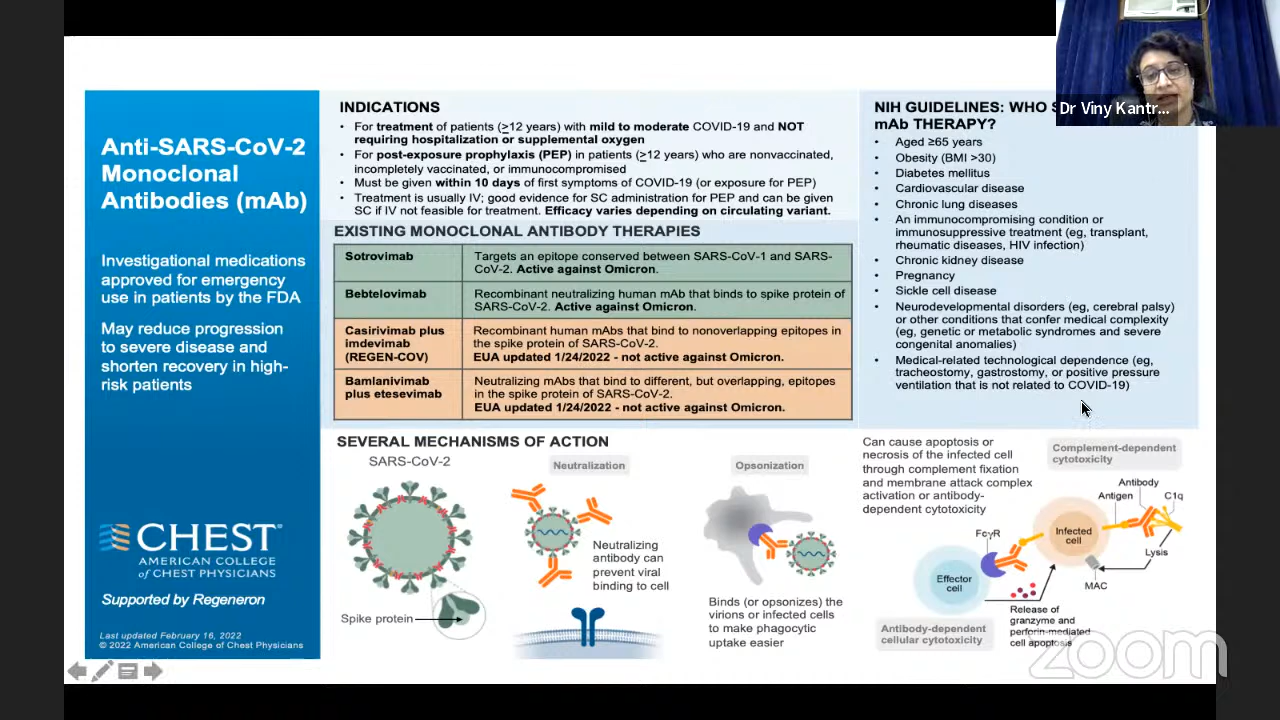 Anti-SARS-CoV-2
Monoclonal
Antibodies (mAb)
Investigational medications
approved for emergency
use in patients by the FDA
May reduce progression
to severe disease and
shorten recovery in high-
risk patients
CHEST®
AMERICAN COLLEGE
of CHEST PHYSICIANS
Supported by Regeneron
Last updated February 16, 2022
© 2022 American College of Chest Physicians
INDICATIONS
• For treatment of patients (≥12 years) with mild to moderate COVID-19 and NOT
requiring hospitalization or supplemental oxygen
• For post-exposure prophylaxis (PEP) in patients (≥12 years) who are nonvaccinated,
incompletely vaccinated, or immunocompromised
• Must be given within 10 days of first symptoms of COVID-19 (or exposure for PEP)
• Treatment is usually IV; good evidence for SC administration for PEP and can be given
SC if IV not feasible for treatment. Efficacy varies depending on circulating variant.
EXISTING MONOCLONAL ANTIBODY THERAPIES
Sotrovimab
Targets an epitope conserved between SARS-CoV-1 and SARS-
CoV-2. Active against Omicron.
Bebtelovimab
Recombinant neutralizing human mAb that binds to spike protein of
SARS-CoV-2. Active against Omicron.
Casirivimab plus
imdevimab
(REGEN-COV)
Recombinant human mAbs that bind to nonoverlapping epitopes in
the spike protein of SARS-CoV-2.
EUA updated 1/24/2022 - not active against Omicron.
Bamlanivimab
plus etesevimab
Neutralizing mAbs that bind to different, but overlapping, epitopes
in the spike protein of SARS-CoV-2.
EUA updated 1/24/2022 - not active against Omicron.
NIH GUIDELINES: WHO
mAb THERAPY?
• Aged ≥65 years
• Obesity (BMI >30)
• Diabetes mellitus
• Cardiovascular disease
• Chronic lung diseases
• An immunocompromising condition or
immunosuppressive treatment (eg, transplant,
rheumatic diseases, HIV infection)
• Chronic kidney disease
• Pregnancy
• Sickle cell disease
• Neurodevelopmental disorders (eg, cerebral palsy)
or other conditions that confer medical complexity
(eg, genetic or metabolic syndromes and severe
congenital anomalies)
• Medical-related technological dependence (eg,
tracheostomy, gastrostomy, or positive pressure
ventilation that is not related to COVID-19)
Dr Viny Kantr...
SEVERAL MECHANISMS OF ACTION
SARS-CoV-2
Spike protein
Neutralization
Neutralizing
antibody can
prevent viral
binding to cell
Opsonization
Binds (or opsonizes) the
virions or infected cells
to make phagocytic
uptake easier
Can cause apoptosis or
necrosis of the infected cell
through complement fixation
and membrane attack complex
activation or antibody-
dependent cytotoxicity
Complement-dependent
cytotoxicity
Antibody
Antigen
C1q
Infected
cell
Lysis
MAC
FcγR
Effector
cell
Release of
granzyme and
perforin-mediated
cell apoptosis
Antibody-dependent
cellular cytotoxicity
zoom